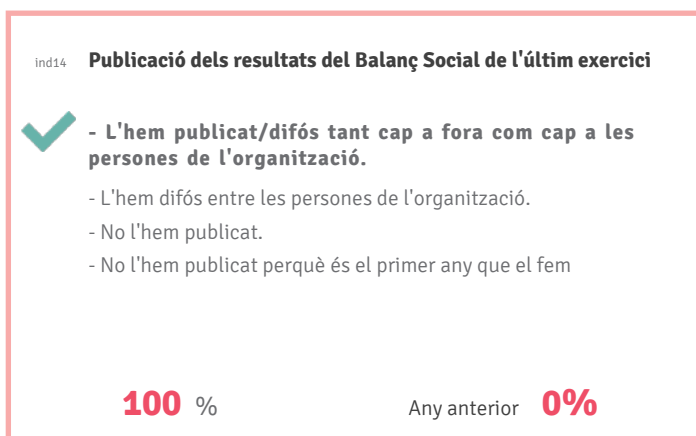 ind14 Publicació dels resultats del Balanç Social de l'últim exercici
- L'hem publicat/difós tant cap a fora com cap a les
persones de l'organització.
- L'hem difós entre les persones de l'organització.
- No l'hem publicat.
- No l'hem publicat perquè és el primer any que el fem
100 % Any anterior 0%